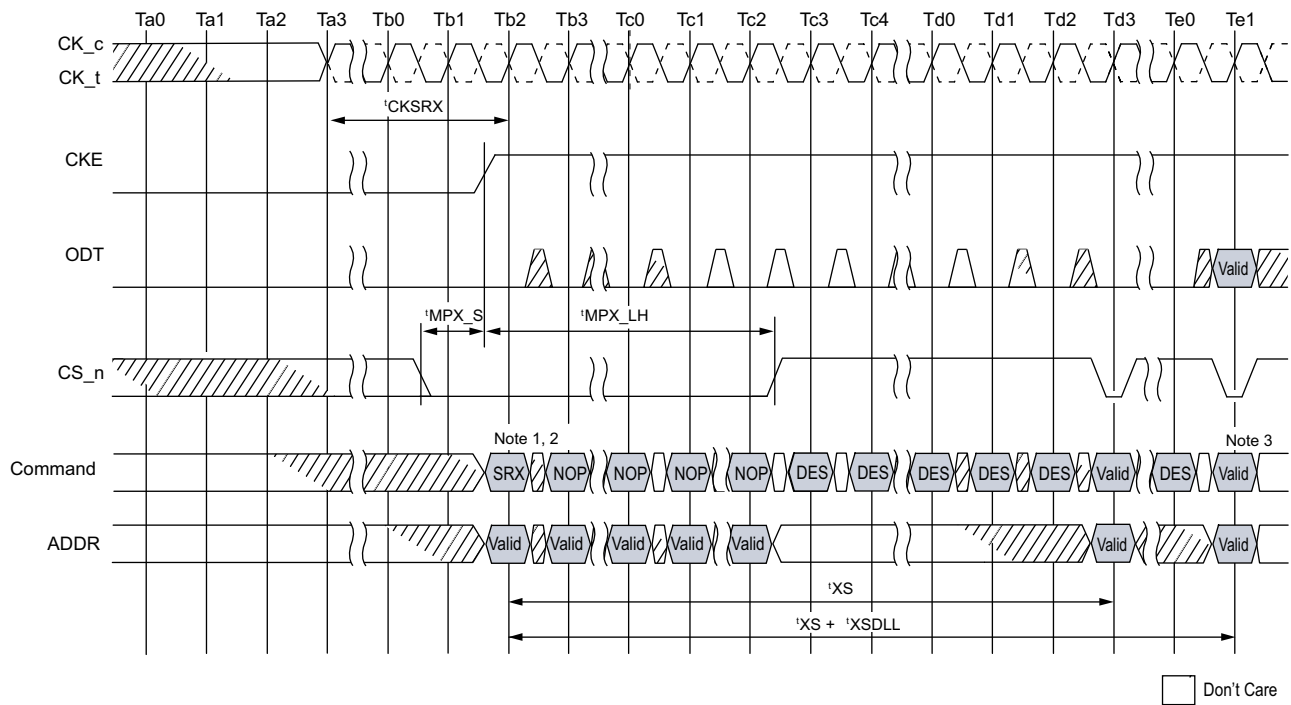 Ta0 Ta1 Ta2 Ta3 Tb0 Tb1 Tb2 Tb3 Tc0 Tc1 Tc2 Tc3 Tc4 Td0 Td1 Td2 Td3 Te0 Te1
CK_c
CK_t
tCKSRX
CKE
ODT
Valid
tMPX_S
tMPX_LH
CS_n
Note 1, 2
Note 3
Command
SRX NOP NOP NOP NOP DES DES DES DES DES Valid DES Valid
ADDR
Valid Valid Valid Valid Valid Valid Valid
tXS
tXS + tXSDLL
Don't Care